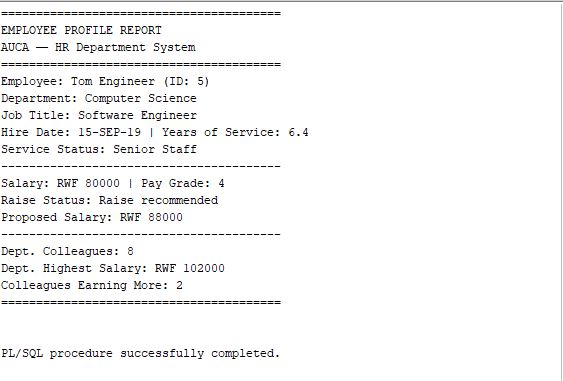 ========================================
EMPLOYEE PROFILE REPORT
AUCA — HR Department System
========================================
Employee: Tom Engineer (ID: 5)
Department: Computer Science
Job Title: Software Engineer
Hire Date: 15-SEP-19 | Years of Service: 6.4
Service Status: Senior Staff
----------------------------------------
Salary: RWF 80000 | Pay Grade: 4
Raise Status: Raise recommended
Proposed Salary: RWF 88000
----------------------------------------
Dept. Colleagues: 8
Dept. Highest Salary: RWF 102000
Colleagues Earning More: 2
========================================
PL/SQL procedure successfully completed.